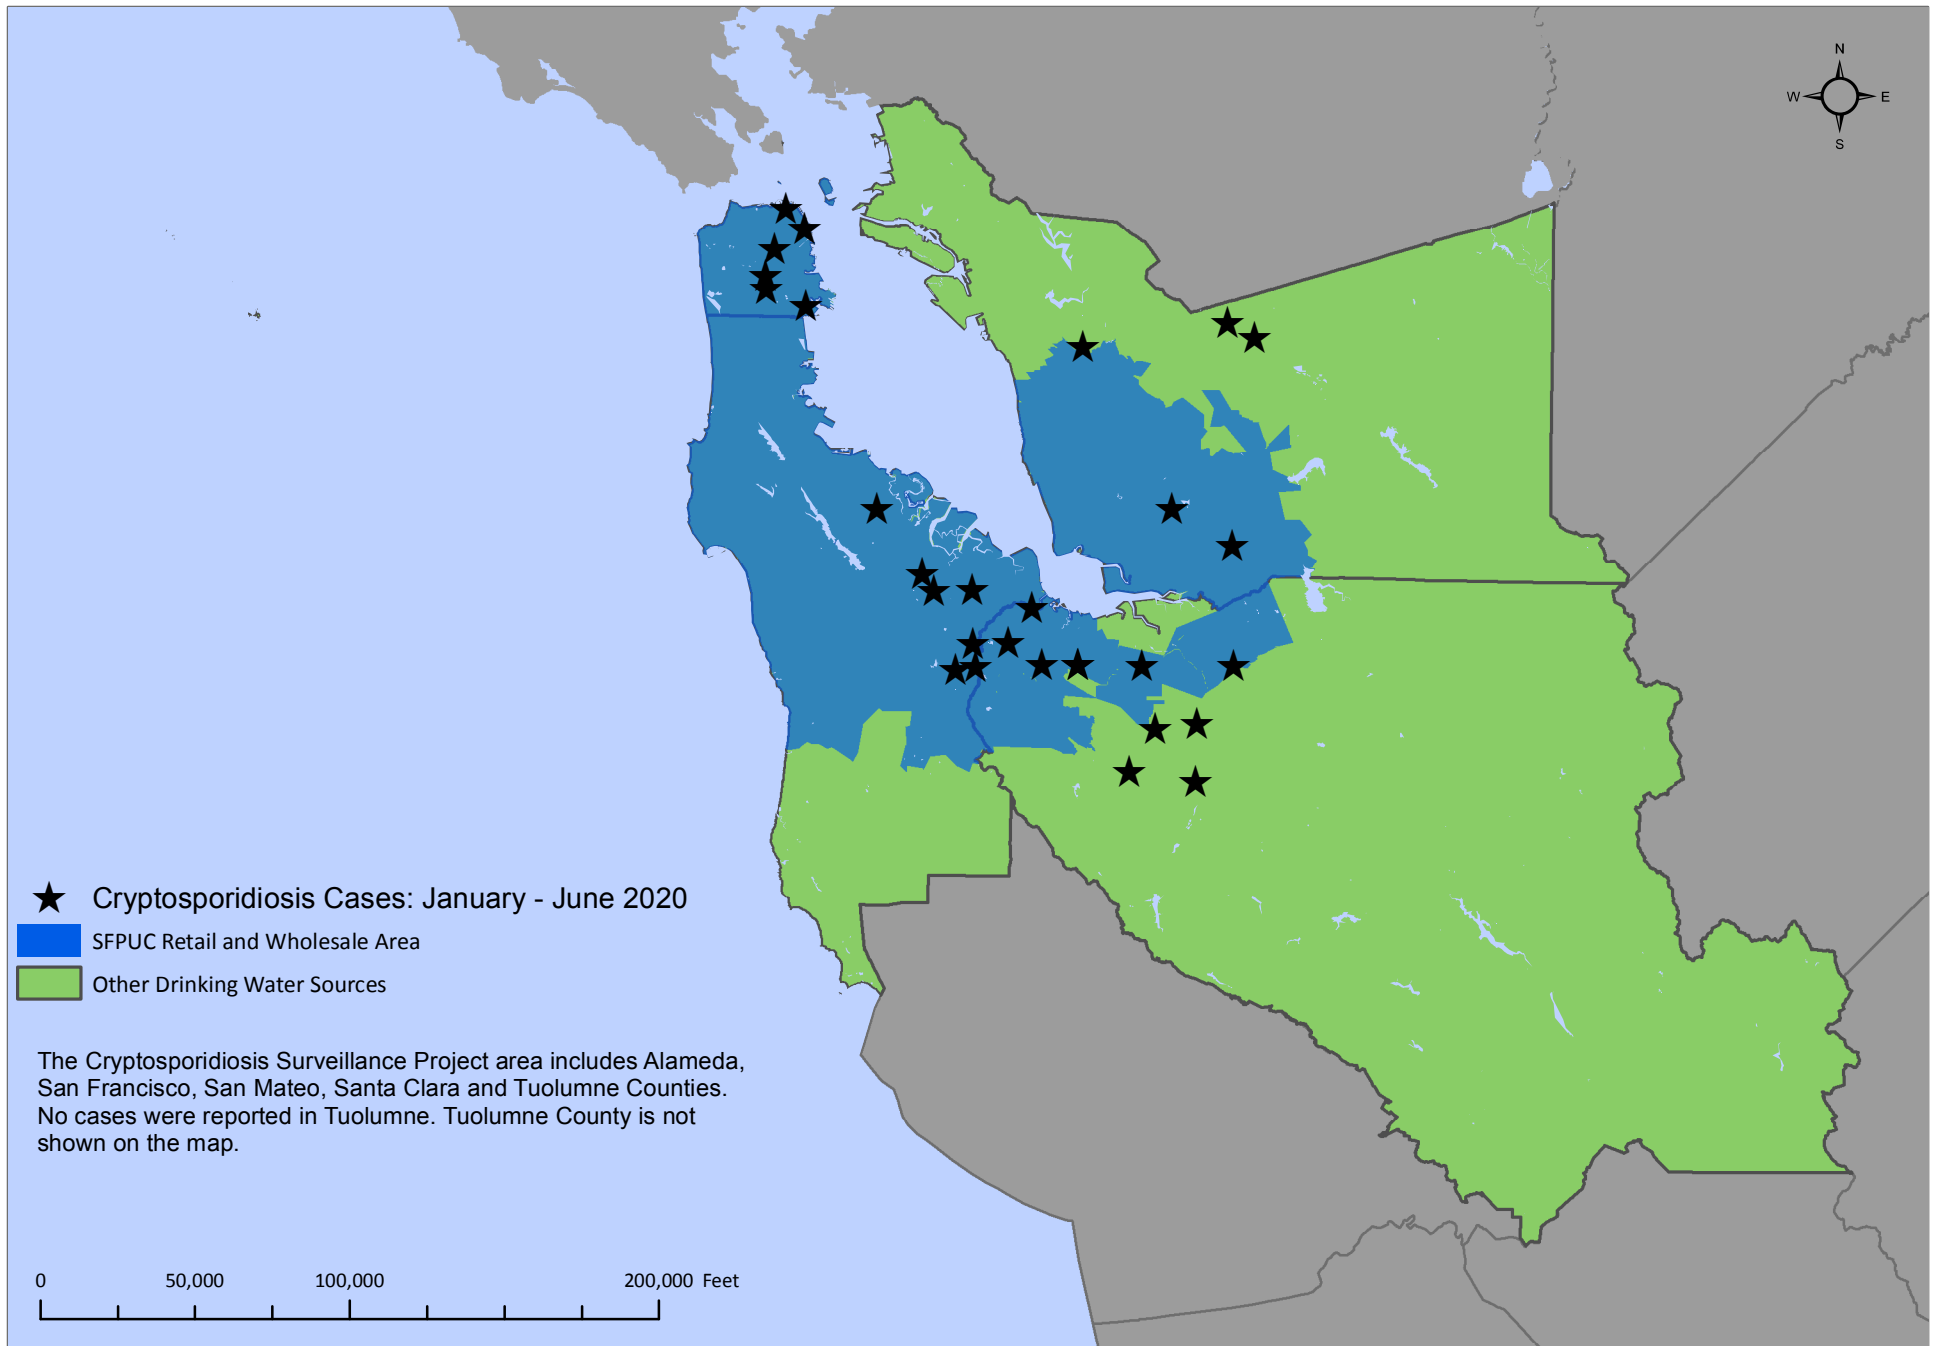 N
W E
S
Cryptosporidiosis Cases: January - June 2020
SFPUC Retail and Wholesale Area
Other Drinking Water Sources
The Cryptosporidiosis Surveillance Project area includes Alameda,
San Francisco, San Mateo, Santa Clara and Tuolumne Counties.
No cases were reported in Tuolumne. Tuolumne County is not
shown on the map.
0 50,000 100,000 200,000 Feet